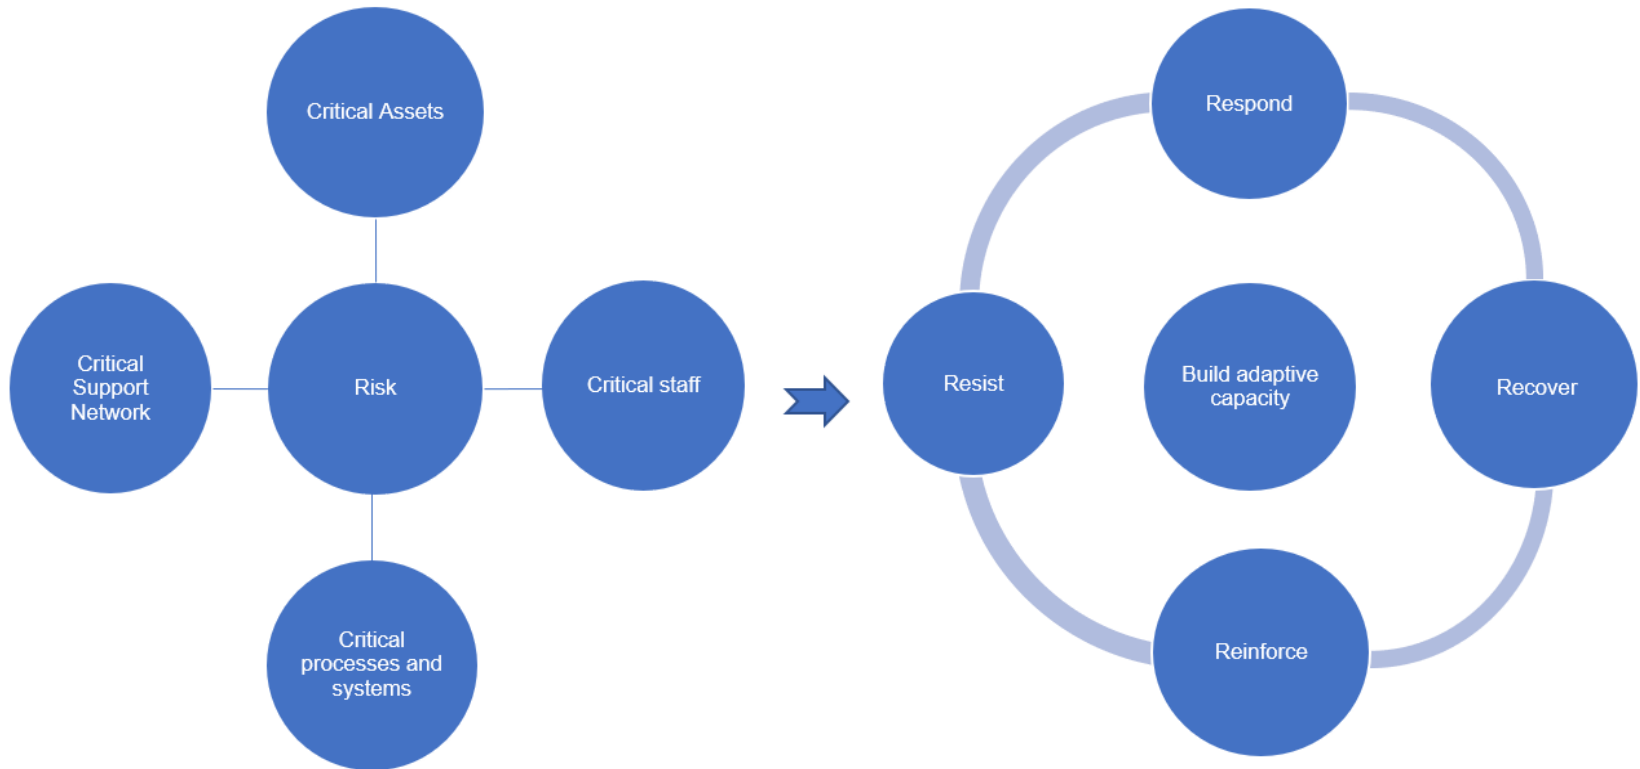 Critical Assets
Critical
Support
Network
Risk
Critical staff
Critical
processes and
systems
Respond
Resist
Build adaptive
capacity
Recover
Reinforce